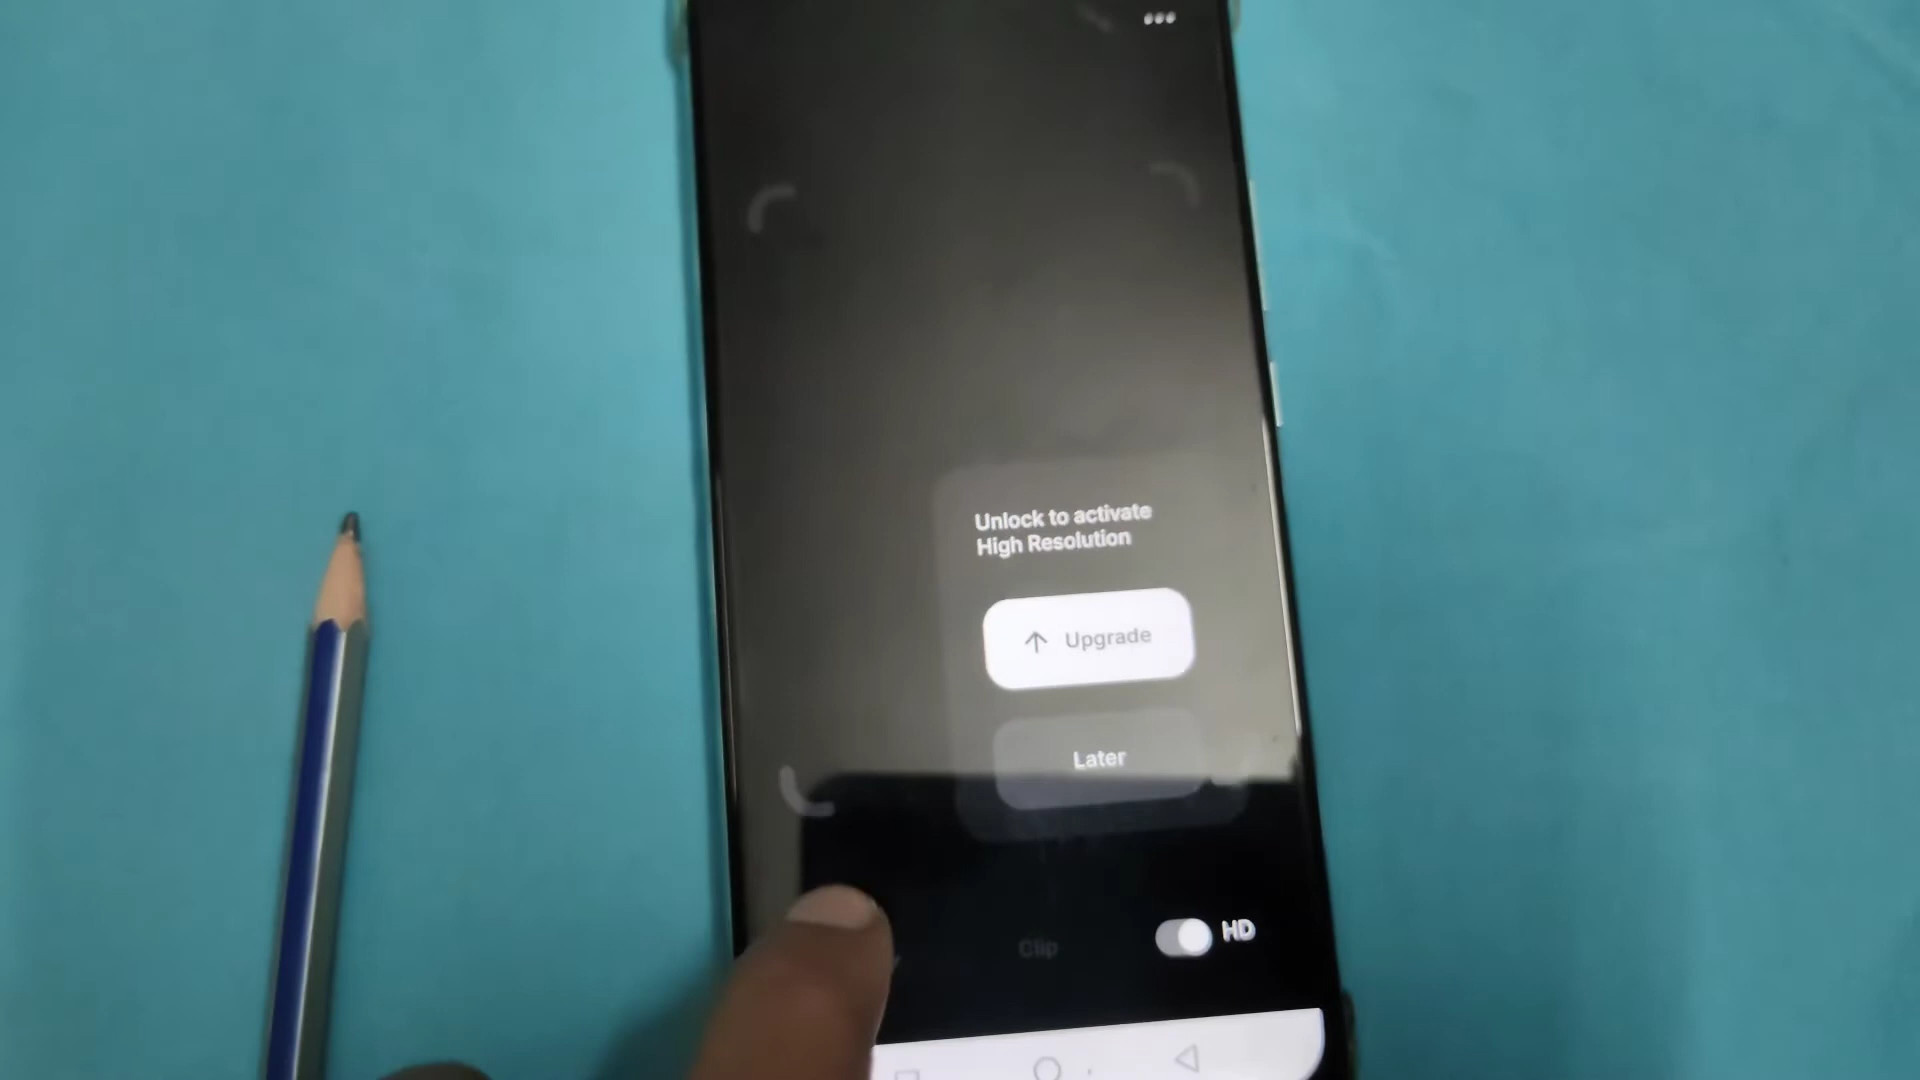 Unlock to activate
High Resolution
Upgrade
Later
Clip
HD